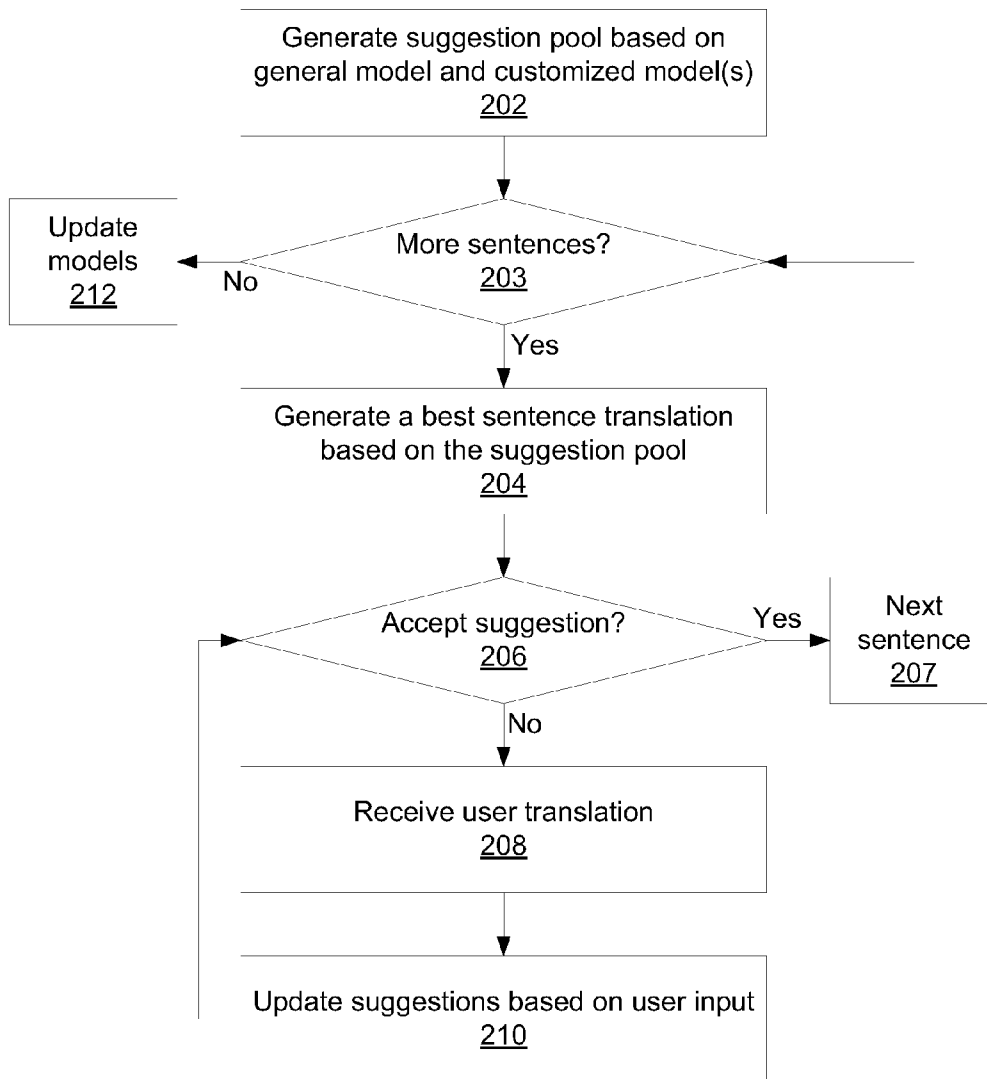 Generate suggestion pool based on
general model and customized model(s)
202
Update
models
212
More sentences?
203
No
Yes
Generate a best sentence translation
based on the suggestion pool
204
Accept suggestion?
206
Yes
Next
sentence
207
No
Receive user translation
208
Update suggestions based on user input
210